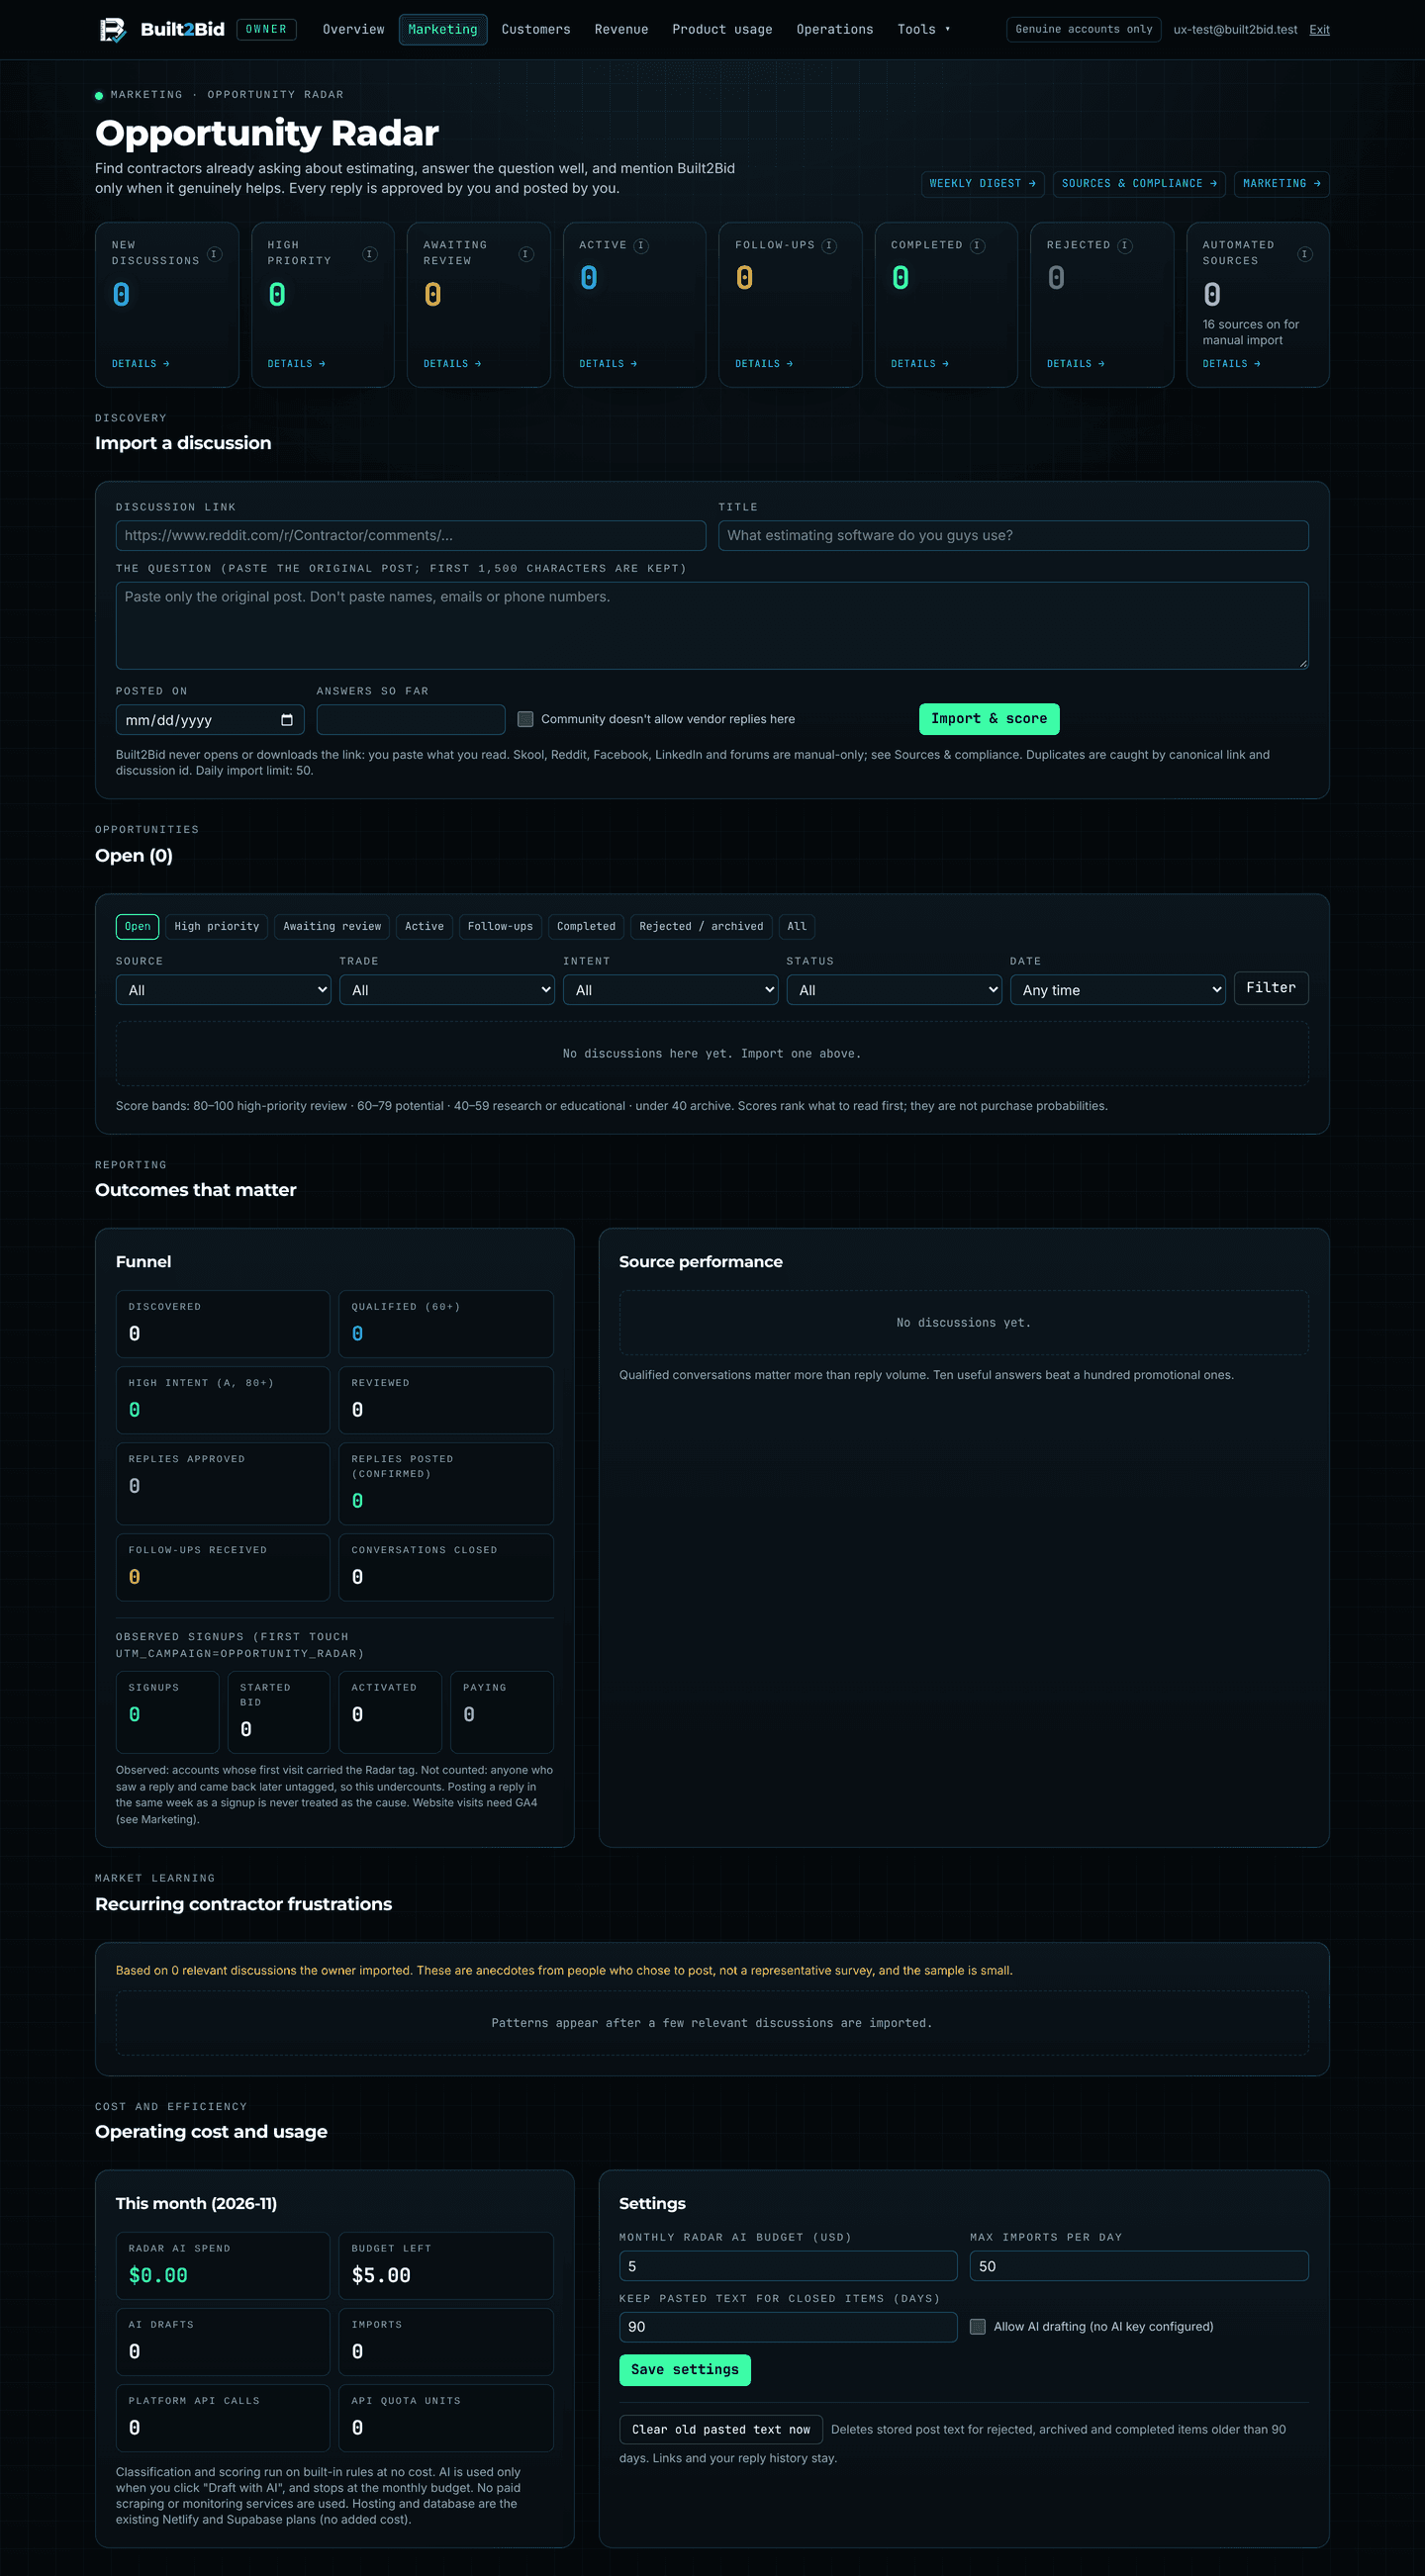 Built2Bid OWNER Overview Marketing Customers Revenue Product usage Operations Tools ▾ Genuine accounts only ux-test@built2bid.test Exit
MARKETING · OPPORTUNITY RADAR
Opportunity Radar
Find contractors already asking about estimating, answer the question well, and mention Built2Bid
only when it genuinely helps. Every reply is approved by you and posted by you.
WEEKLY DIGEST → SOURCES & COMPLIANCE → MARKETING →
NEW
DISCUSSIONS I
0
DETAILS →
HIGH
PRIORITY I
0
DETAILS →
AWAITING
REVIEW I
0
DETAILS →
ACTIVE I
0
DETAILS →
FOLLOW-UPS I
0
DETAILS →
COMPLETED I
0
DETAILS →
REJECTED I
0
DETAILS →
AUTOMATED
SOURCES I
0
16 sources on for
manual import
DETAILS →
DISCOVERY
Import a discussion
DISCUSSION LINK
https://www.reddit.com/r/Contractor/comments/...
TITLE
What estimating software do you guys use?
THE QUESTION (PASTE THE ORIGINAL POST; FIRST 1,500 CHARACTERS ARE KEPT)
Paste only the original post. Don't paste names, emails or phone numbers.
POSTED ON
mm/dd/yyyy
ANSWERS SO FAR
Community doesn't allow vendor replies here
Import & score
Built2Bid never opens or downloads the link: you paste what you read. Skool, Reddit, Facebook, LinkedIn and forums are manual-only; see Sources & compliance. Duplicates are caught by canonical link and
discussion id. Daily import limit: 50.
OPPORTUNITIES
Open (0)
Open High priority Awaiting review Active Follow-ups Completed Rejected / archived All
SOURCE TRADE INTENT STATUS DATE
All All All All Any time Filter
No discussions here yet. Import one above.
Score bands: 80–100 high-priority review · 60–79 potential · 40–59 research or educational · under 40 archive. Scores rank what to read first; they are not purchase probabilities.
REPORTING
Outcomes that matter
Funnel
DISCOVERED
0
QUALIFIED (60+)
0
HIGH INTENT (A, 80+)
0
REVIEWED
0
REPLIES APPROVED
0
REPLIES POSTED
(CONFIRMED)
0
FOLLOW-UPS RECEIVED
0
CONVERSATIONS CLOSED
0
OBSERVED SIGNUPS (FIRST TOUCH
UTM_CAMPAIGN=OPPORTUNITY_RADAR)
SIGNUPS
0
STARTED
BID
0
ACTIVATED
0
PAYING
0
Observed: accounts whose first visit carried the Radar tag. Not counted: anyone who
saw a reply and came back later untagged, so this undercounts. Posting a reply in
the same week as a signup is never treated as the cause. Website visits need GA4
(see Marketing).
Source performance
No discussions yet.
Qualified conversations matter more than reply volume. Ten useful answers beat a hundred promotional ones.
MARKET LEARNING
Recurring contractor frustrations
Based on 0 relevant discussions the owner imported. These are anecdotes from people who chose to post, not a representative survey, and the sample is small.
Patterns appear after a few relevant discussions are imported.
COST AND EFFICIENCY
Operating cost and usage
This month (2026-11)
RADAR AI SPEND
$0.00
BUDGET LEFT
$5.00
AI DRAFTS
0
IMPORTS
0
PLATFORM API CALLS
0
API QUOTA UNITS
0
Classification and scoring run on built-in rules at no cost. AI is used only
when you click "Draft with AI", and stops at the monthly budget. No paid
scraping or monitoring services are used. Hosting and database are the
existing Netlify and Supabase plans (no added cost).
Settings
MONTHLY RADAR AI BUDGET (USD)
5
MAX IMPORTS PER DAY
50
KEEP PASTED TEXT FOR CLOSED ITEMS (DAYS)
90
Allow AI drafting (no AI key configured)
Save settings
Clear old pasted text now Deletes stored post text for rejected, archived and completed items older than 90
days. Links and your reply history stay.